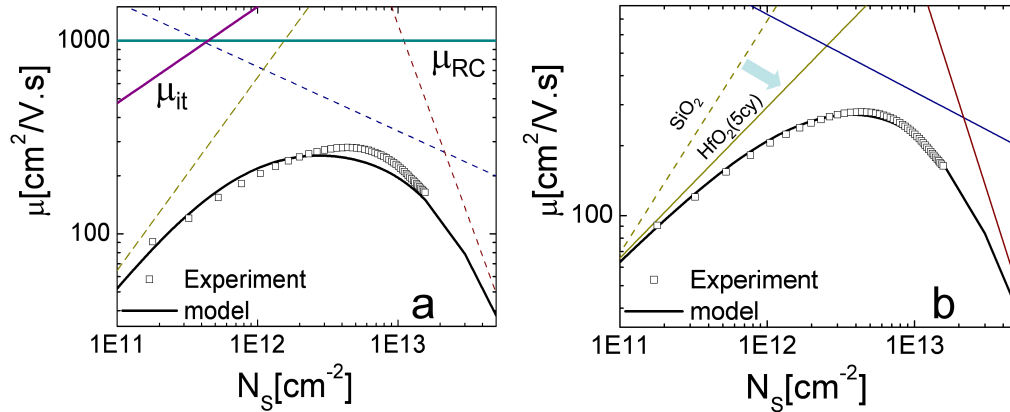 1000
100
μ[cm²/V.s]
μit
μRC
Experiment
model
a
1E11
1E12
1E13
NS[cm⁻²]
100
μ[cm²/V.s]
SiO₂
HfO₂(5cy)
Experiment
model
b
1E11
1E12
1E13
NS[cm⁻²]